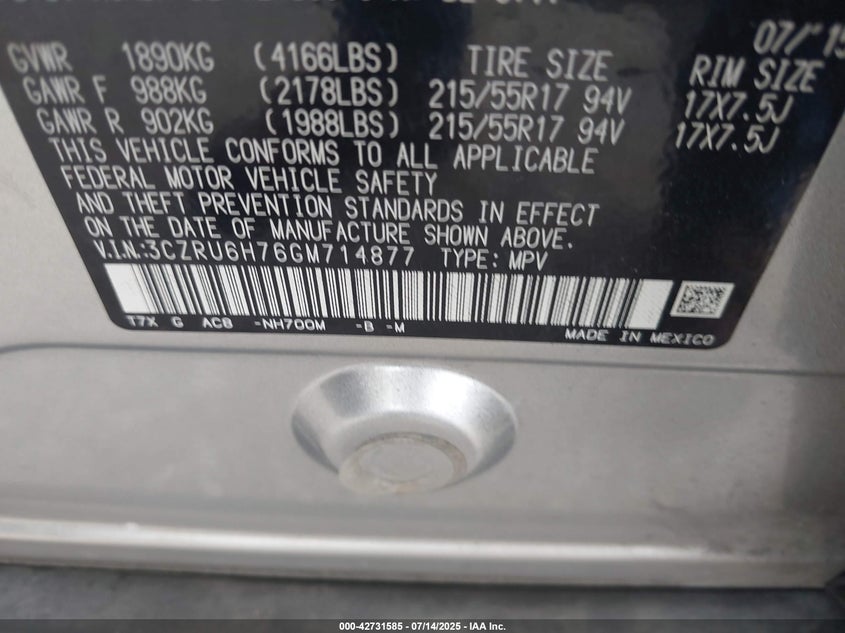 07/'15
GVWR 1890KG (4166LBS) TIRE SIZE RIM SIZE
GAWR F 988KG (2178LBS) 215/55R17 94V 17X7.5J
GAWR R 902KG (1988LBS) 215/55R17 94V 17X7.5J
THIS VEHICLE CONFORMS TO ALL APPLICABLE
FEDERAL MOTOR VEHICLE SAFETY
AND THEFT PREVENTION STANDARDS IN EFFECT
ON THE DATE OF MANUFACTURE SHOWN ABOVE.
V.I.N:3CZRU6H76GM714877 TYPE: MPV
T7X G AC8 -NH700M -B -M
MADE IN MEXICO
000-42731585 - 07/14/2025 - IAA Inc.